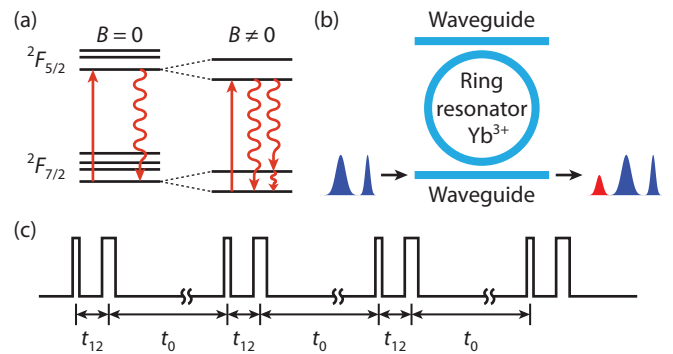 (a)
B = 0
B ≠ 0
²F₅/₂
²F₇/₂
(b)
Waveguide
Ring
resonator
Yb³⁺
Waveguide
(c)
t₁₂ t₀ t₁₂ t₀ t₁₂ t₀